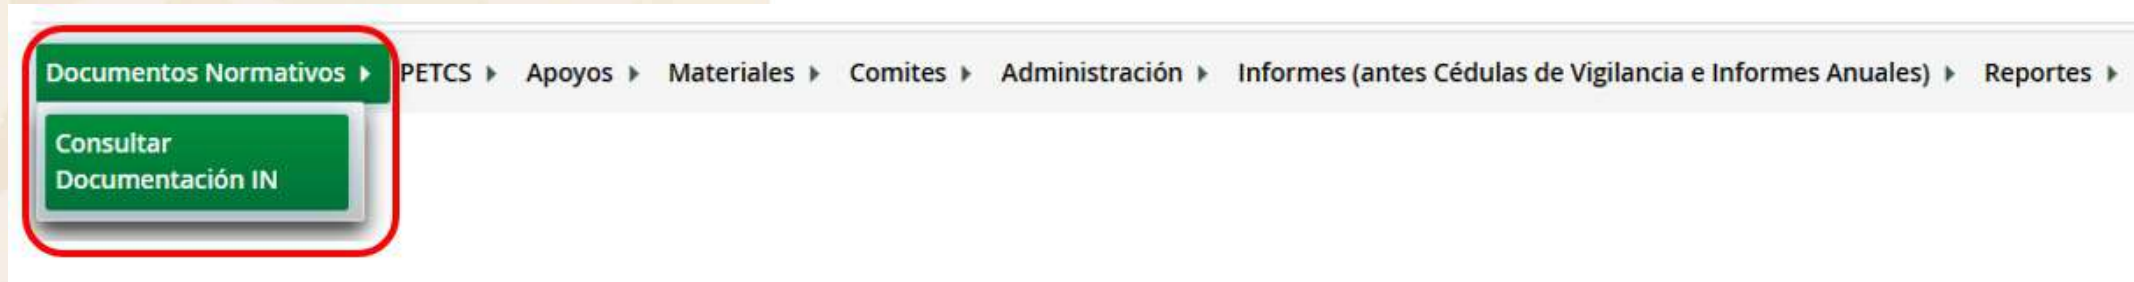 Documentos Normativos PETCS Apoyos Materiales Comites Administración Informes (antes Cédulas de Vigilancia e Informes Anuales) Reportes
Consultar
Documentación IN